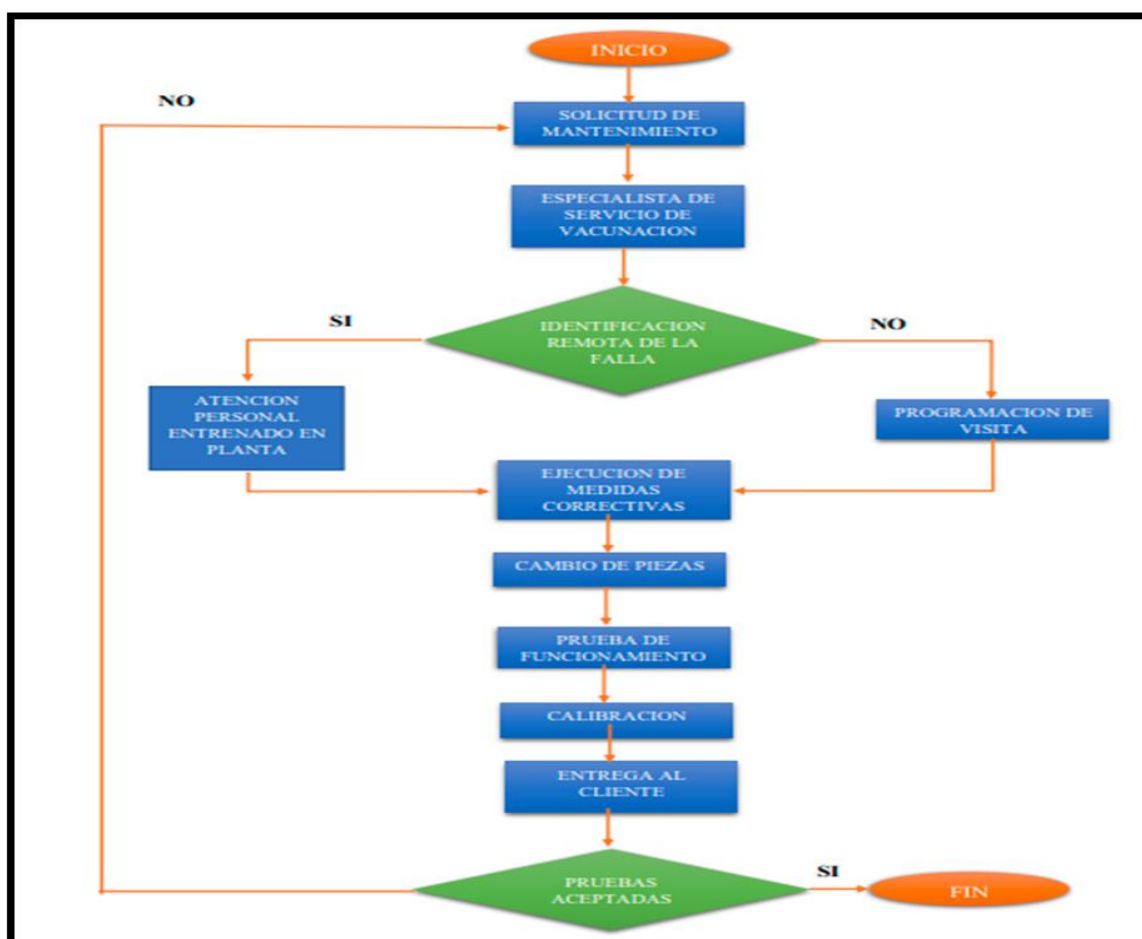 INICIO
NO
SOLICITUD DE
MANTENIMIENTO
ESPECIALISTA DE
SERVICIO DE
VACUNACION
SI
IDENTIFICACION
REMOTA DE LA
FALLA
NO
ATENCION
PERSONAL
ENTRENADO EN
PLANTA
PROGRAMACION DE
VISITA
EJECUCION DE
MEDIDAS
CORRECTIVAS
CAMBIO DE PIEZAS
PRUEBA DE
FUNCIONAMIENTO
CALIBRACION
ENTREGA AL
CLIENTE
PRUEBAS
ACEPTADAS
SI
FIN